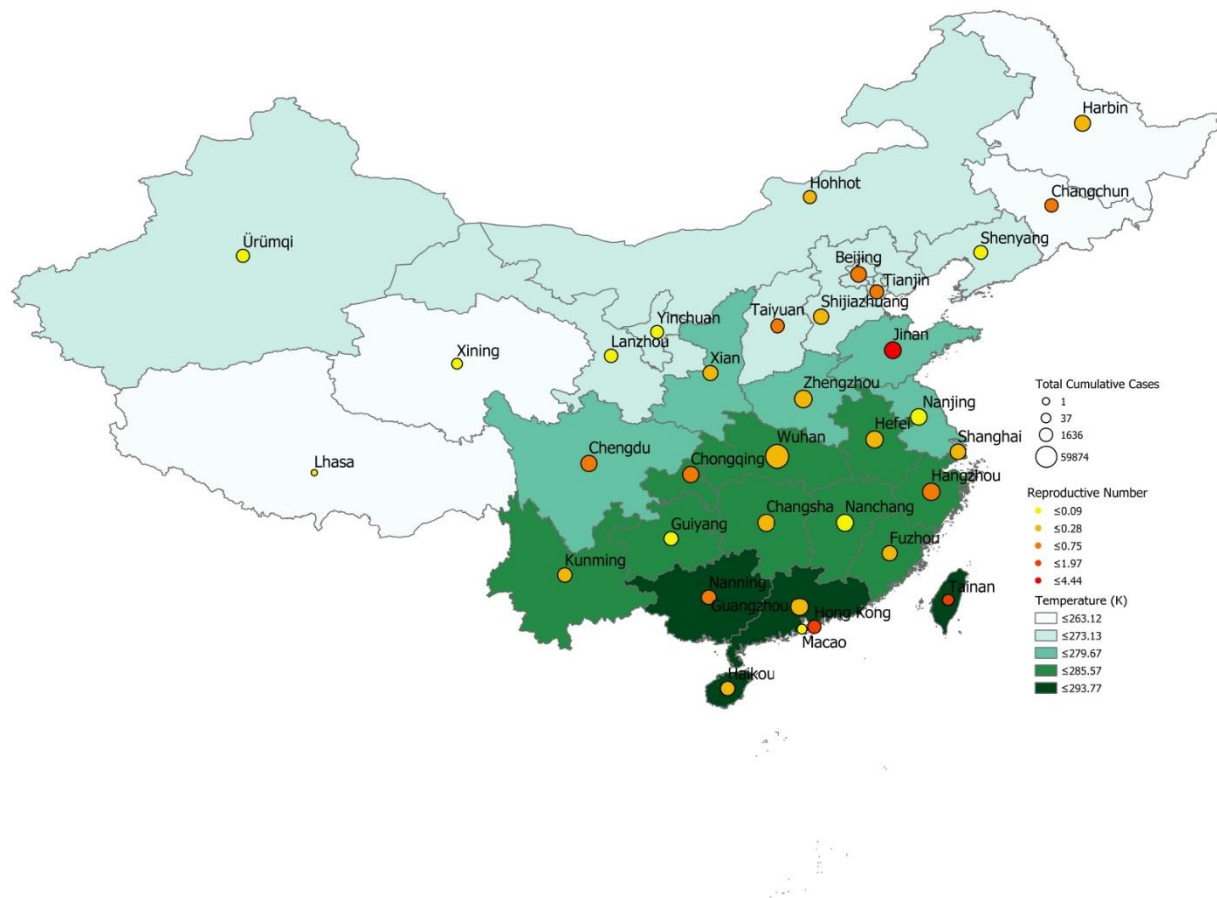 Harbin
Hohhot
Changchun
Ürümqi
Shenyang
Beijing
Tianjin
Shijiazhuang
Taiyuan
Yinchuan
Lanzhou
Jinan
Xining
Xian
Zhengzhou
Nanjing
Hefei
Wuhan
Shanghai
Chengdu
Lhasa
Chongqing
Hangzhou
Changsha
Nanchang
Guiyang
Fuzhou
Kunming
Nanning
Tainan
Guangzhou
Hong Kong
Macao
Haikou
Total Cumulative Cases
1
37
1636
59874
Reproductive Number
≤0.09
≤0.28
≤0.75
≤1.97
≤4.44
Temperature (K)
≤263.12
≤273.13
≤279.67
≤285.57
≤293.77